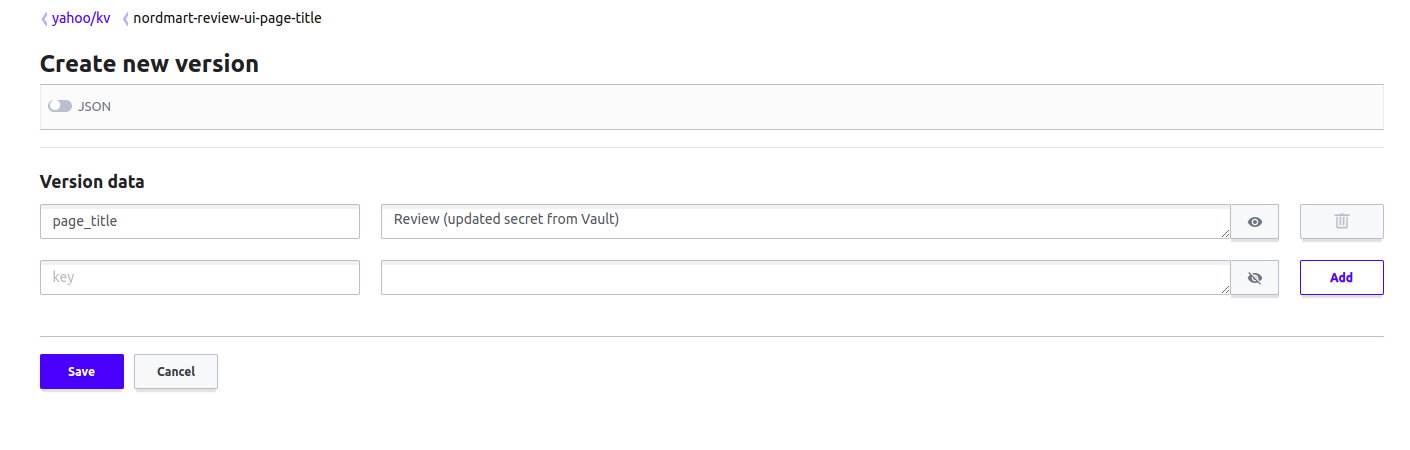 yahoo/kv nordmart-review-ui-page-title
Create new version
JSON
Version data
page_title Review (updated secret from Vault)
key Add
Save Cancel